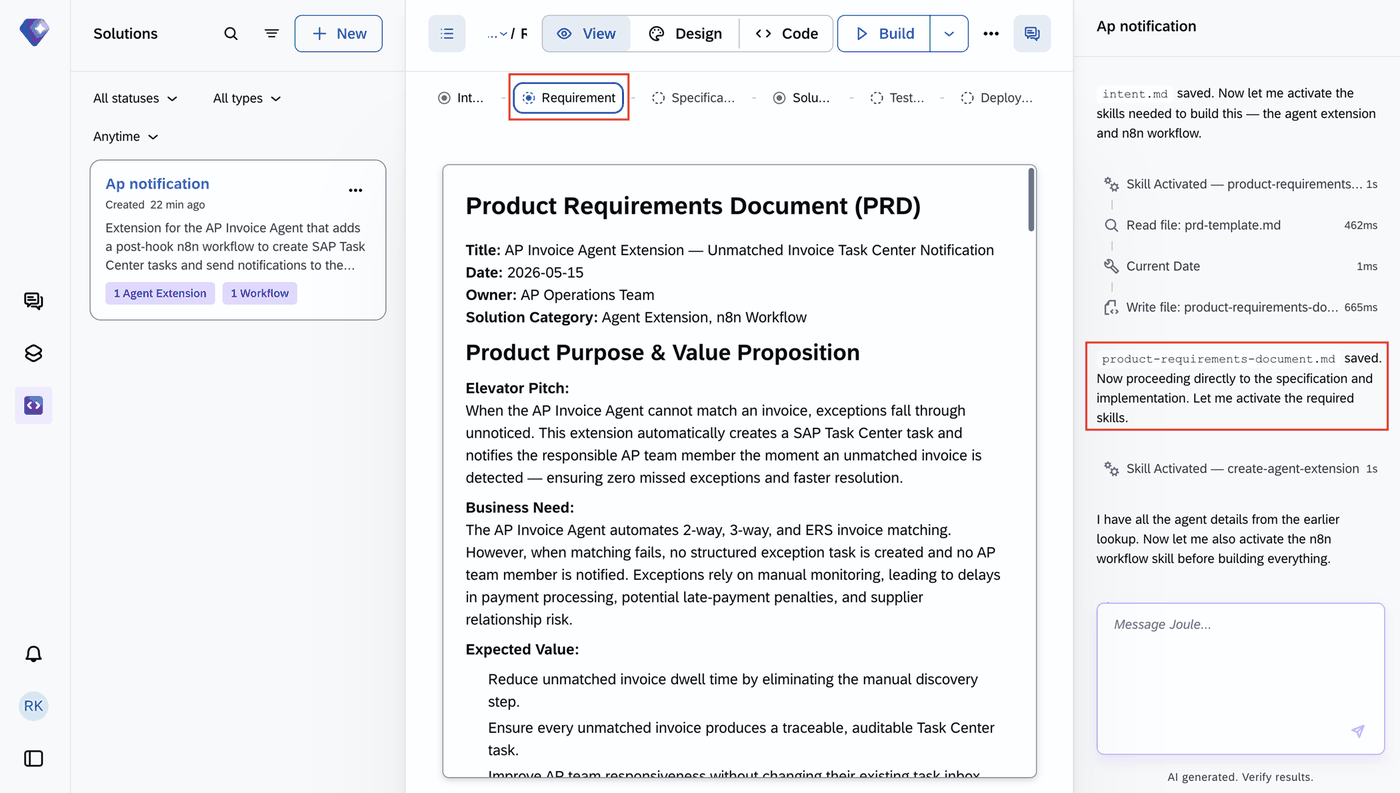 Solutions
New
All statuses
All types
Anytime
Ap notification
Created 22 min ago
Extension for the AP Invoice Agent that adds
a post-hook n8n workflow to create SAP Task
Center tasks and send notifications to the…
1 Agent Extension
1 Workflow
RK
...
/ R
View
Design
Code
Build
Int...
Requirement
Specifica...
Solu...
Test...
Deploy...
Product Requirements Document (PRD)
Title: AP Invoice Agent Extension — Unmatched Invoice Task Center Notification
Date: 2026-05-15
Owner: AP Operations Team
Solution Category: Agent Extension, n8n Workflow
Product Purpose & Value Proposition
Elevator Pitch:
When the AP Invoice Agent cannot match an invoice, exceptions fall through
unnoticed. This extension automatically creates a SAP Task Center task and
notifies the responsible AP team member the moment an unmatched invoice is
detected — ensuring zero missed exceptions and faster resolution.
Business Need:
The AP Invoice Agent automates 2-way, 3-way, and ERS invoice matching.
However, when matching fails, no structured exception task is created and no AP
team member is notified. Exceptions rely on manual monitoring, leading to delays
in payment processing, potential late-payment penalties, and supplier
relationship risk.
Expected Value:
Reduce unmatched invoice dwell time by eliminating the manual discovery
step.
Ensure every unmatched invoice produces a traceable, auditable Task Center
task.
Improve AP team responsiveness without changing their existing task inbox
Ap notification
intent.md saved. Now let me activate the
skills needed to build this — the agent extension
and n8n workflow.
Skill Activated — product-requirements... 1s
Read file: prd-template.md 462ms
Current Date 1ms
Write file: product-requirements-do... 665ms
product-requirements-document.md saved.
Now proceeding directly to the specification and
implementation. Let me activate the required
skills.
Skill Activated — create-agent-extension 1s
I have all the agent details from the earlier
lookup. Now let me also activate the n8n
workflow skill before building everything.
Message Joule...
AI generated. Verify results.